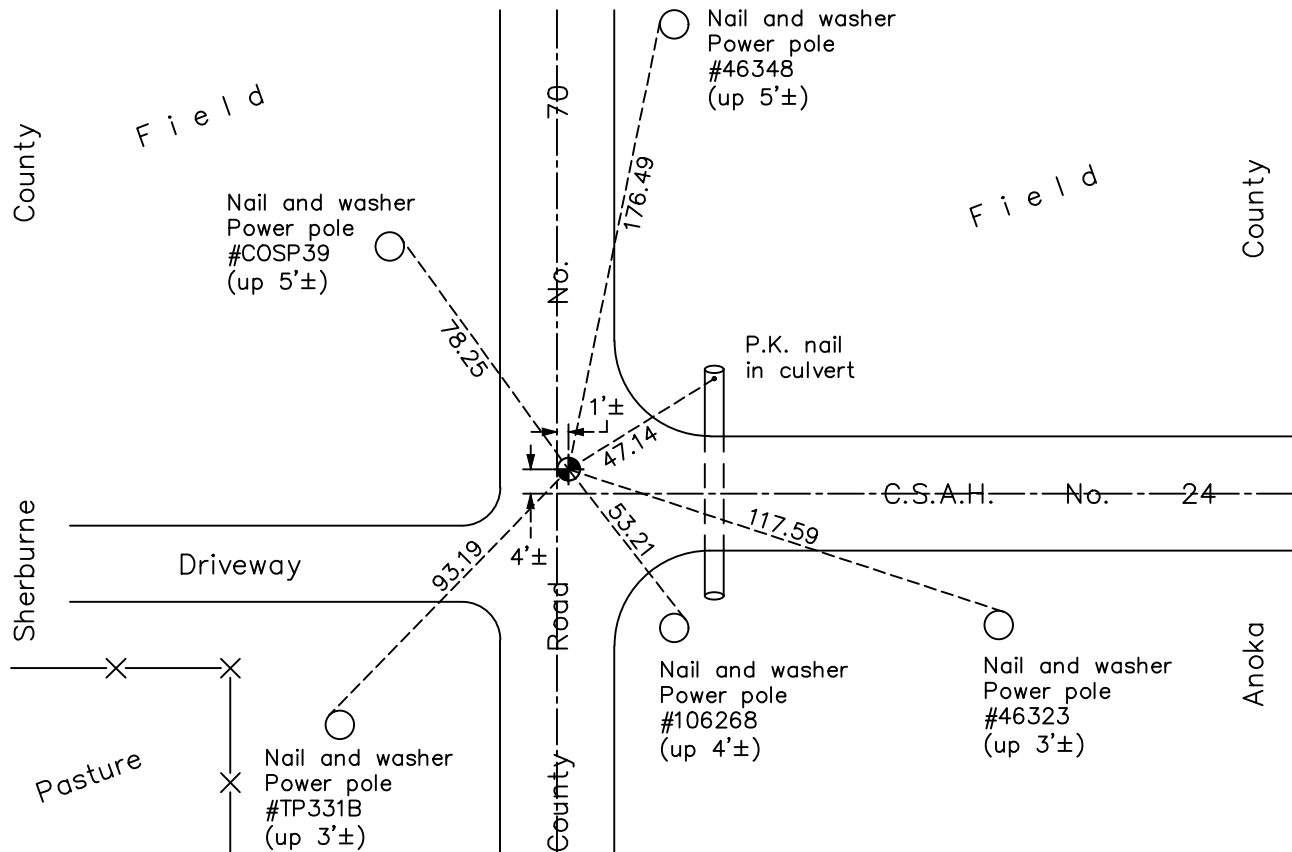 Nail and washer
Power pole
#46348
(up 5'±)
Field
County
Nail and washer
Power pole
#COSP39
(up 5'±)
County Road No. 70
176.49
Field
County
78.25
P.K. nail
in culvert
1'±
47.14
C.S.A.H. No. 24
Sherburne
Driveway
93.19
4'±
53.21
117.59
Anoka
Nail and washer
Power pole
#106268
(up 4'±)
Nail and washer
Power pole
#46323
(up 3'±)
Pasture
Nail and washer
Power pole
#TP331B
(up 3'±)